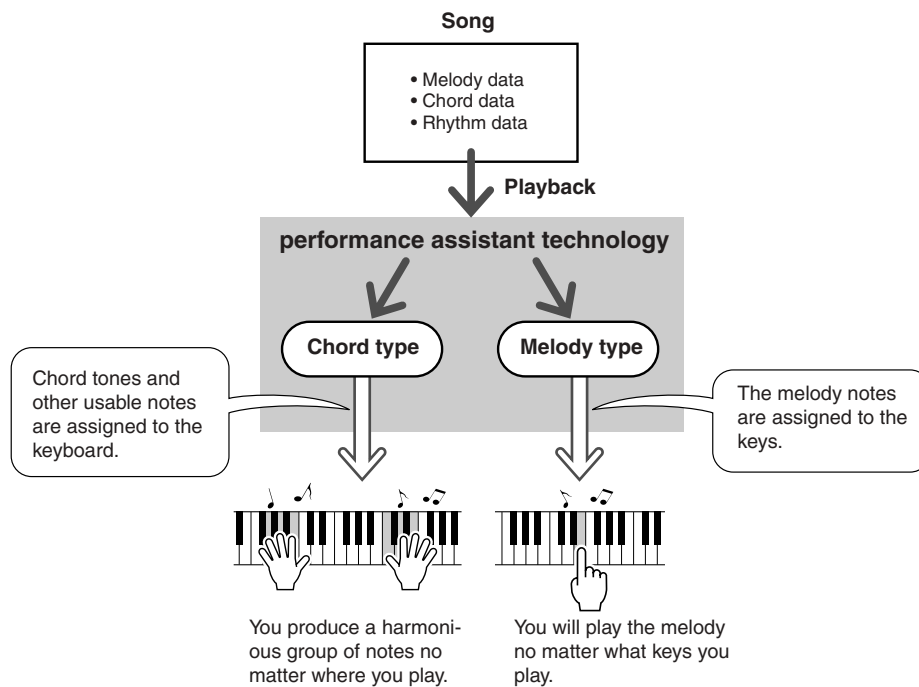 Song
• Melody data
• Chord data
• Rhythm data
Playback
performance assistant technology
Chord type
Melody type
Chord tones and
other usable notes
are assigned to the
keyboard.
The melody notes
are assigned to the
keys.
You produce a harmoni-
ous group of notes no
matter where you play.
You will play the melody
no matter what keys you
play.